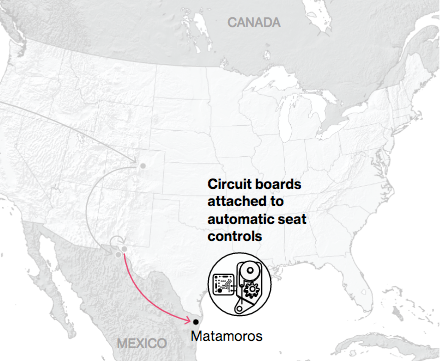 CANADA
Circuit boards
attached to
automatic seat
controls
Matamoros
MEXICO